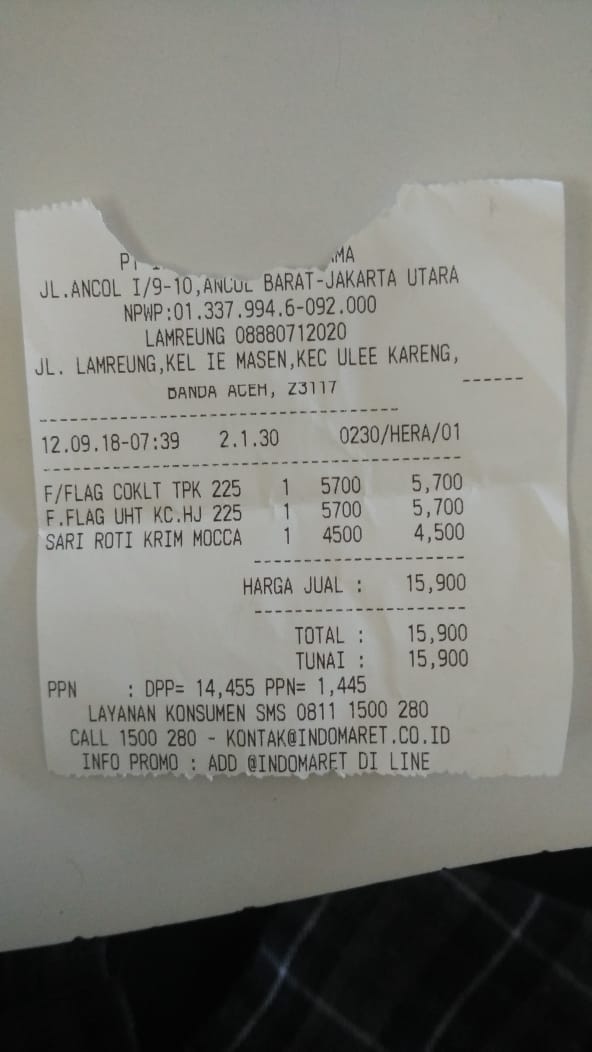 JL.ANCOL I/9-10,ANCOL BARAT-JAKARTA UTARA
NPWP:01.337.994.6-092.000
LAMREUNG 08880712020
JL. LAMREUNG,KEL IE MASEN,KEC ULEE KARENG,
BANDA ACEH, 23117 ------
------------------------------------
12.09.18-07:39 2.1.30 0230/HERA/01
------------------------------------------
F/FLAG COKLT TPK 225 1 5700 5,700
F.FLAG UHT KC.HJ 225 1 5700 5,700
SARI ROTI KRIM MOCCA 1 4500 4,500
---------------------
HARGA JUAL : 15,900
---------------------
TOTAL : 15,900
TUNAI : 15,900
PPN : DPP= 14,455 PPN= 1,445
LAYANAN KONSUMEN SMS 0811 1500 280
CALL 1500 280 - KONTAK@INDOMARET.CO.ID
INFO PROMO : ADD @INDOMARET DI LINE